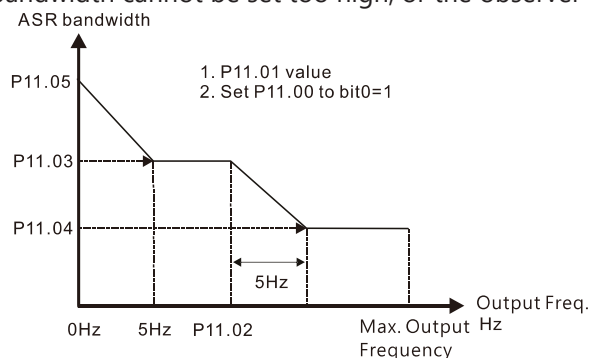 bandwidth cannot be set too high, or the observer
ASR bandwidth
P11.05
1. P11.01 value
2. Set P11.00 to bit0=1
P11.03
P11.04
5Hz
Output Freq.
Hz
0Hz 5Hz P11.02 Max. Output
Frequency